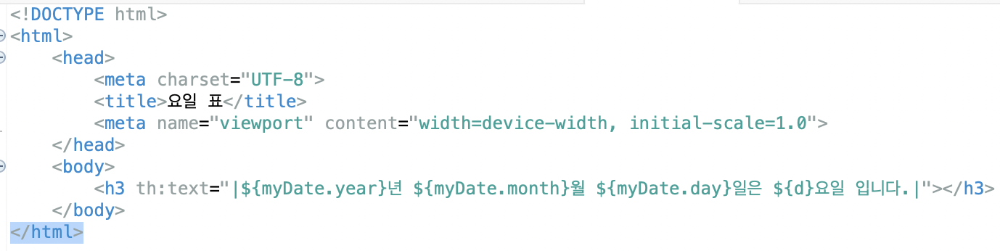 <!DOCTYPE html>
<html>
    <head>
        <meta charset="UTF-8">
        <title>요일 표</title>
        <meta name="viewport" content="width=device-width, initial-scale=1.0">
    </head>
    <body>
        <h3 th:text="|${myDate.year}년 ${myDate.month}월 ${myDate.day}일은 ${d}요일 입니다.|"></h3>
    </body>
</html>